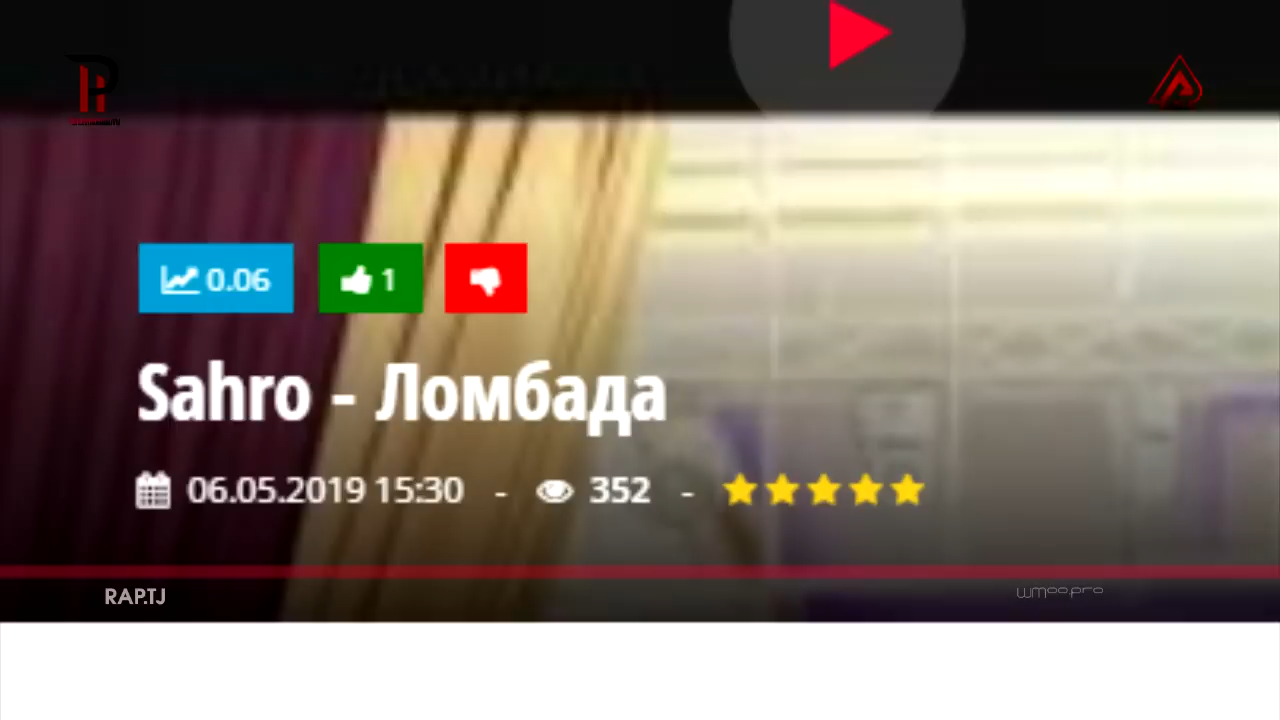 0.06 1
Sahro - Ломбада
06.05.2019 15:30 - 352 -
RAP.TJ
wmoo.pro